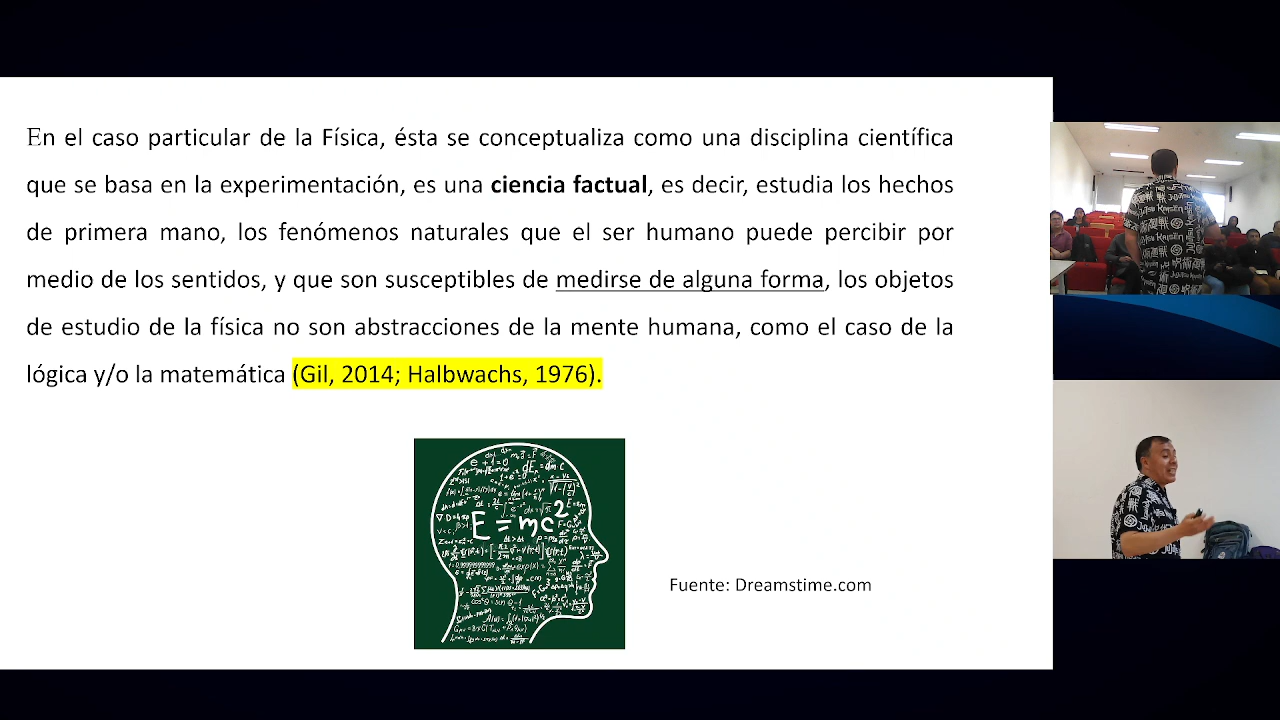 En el caso particular de la Física, ésta se conceptualiza como una disciplina científica
que se basa en la experimentación, es una ciencia factual, es decir, estudia los hechos
de primera mano, los fenómenos naturales que el ser humano puede percibir por
medio de los sentidos, y que son susceptibles de medirse de alguna forma, los objetos
de estudio de la física no son abstracciones de la mente humana, como el caso de la
lógica y/o la matemática (Gil, 2014; Halbwachs, 1976).
E = mc²
Fuente: Dreamstime.com